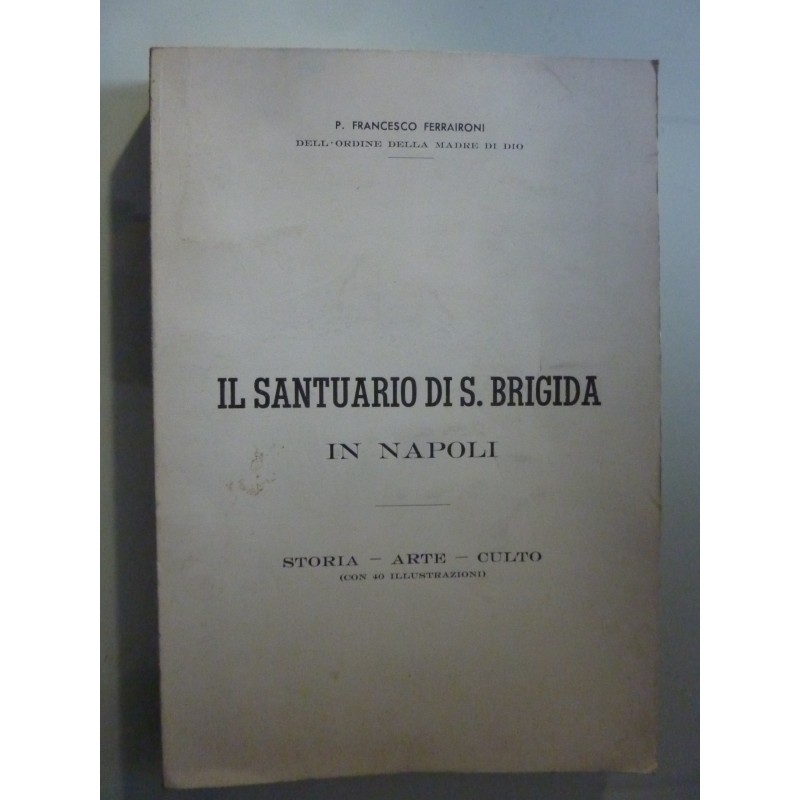 P. FRANCESCO FERRAIRONI
DELL'ORDINE DELLA MADRE DI DIO
IL SANTUARIO DI S. BRIGIDA
IN NAPOLI
STORIA - ARTE - CULTO
(CON 40 ILLUSTRAZIONI)